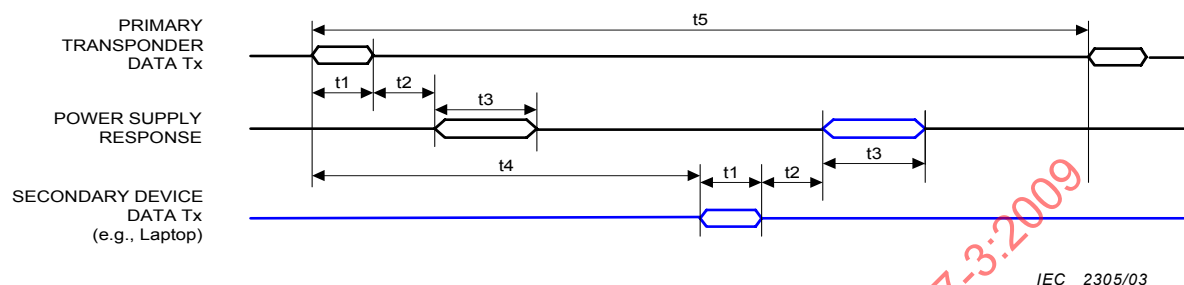 PRIMARY
TRANSPONDER
DATA Tx
t5
t1
t2
POWER SUPPLY
RESPONSE
t3
t3
t4
t1
t2
SECONDARY DEVICE
DATA Tx
(e.g., Laptop)
7-3:2009
IEC 2305/03